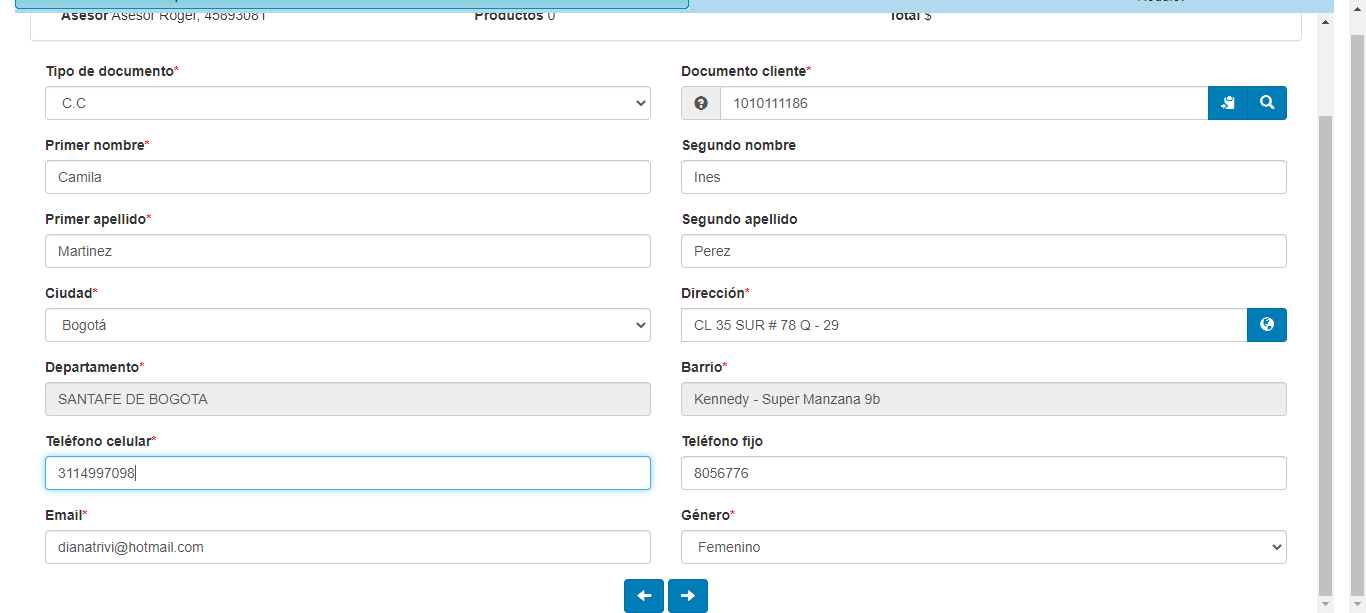 Asesor Asesor Roger, 45893081 Productos 0 Total $
Tipo de documento* Documento cliente*
C.C 1010111186
Primer nombre* Segundo nombre
Camila Ines
Primer apellido* Segundo apellido
Martinez Perez
Ciudad* Dirección*
Bogotá CL 35 SUR # 78 Q - 29
Departamento* Barrio*
SANTAFE DE BOGOTA Kennedy - Super Manzana 9b
Teléfono celular* Teléfono fijo
3114997098 8056776
Email* Género*
dianatrivi@hotmail.com Femenino